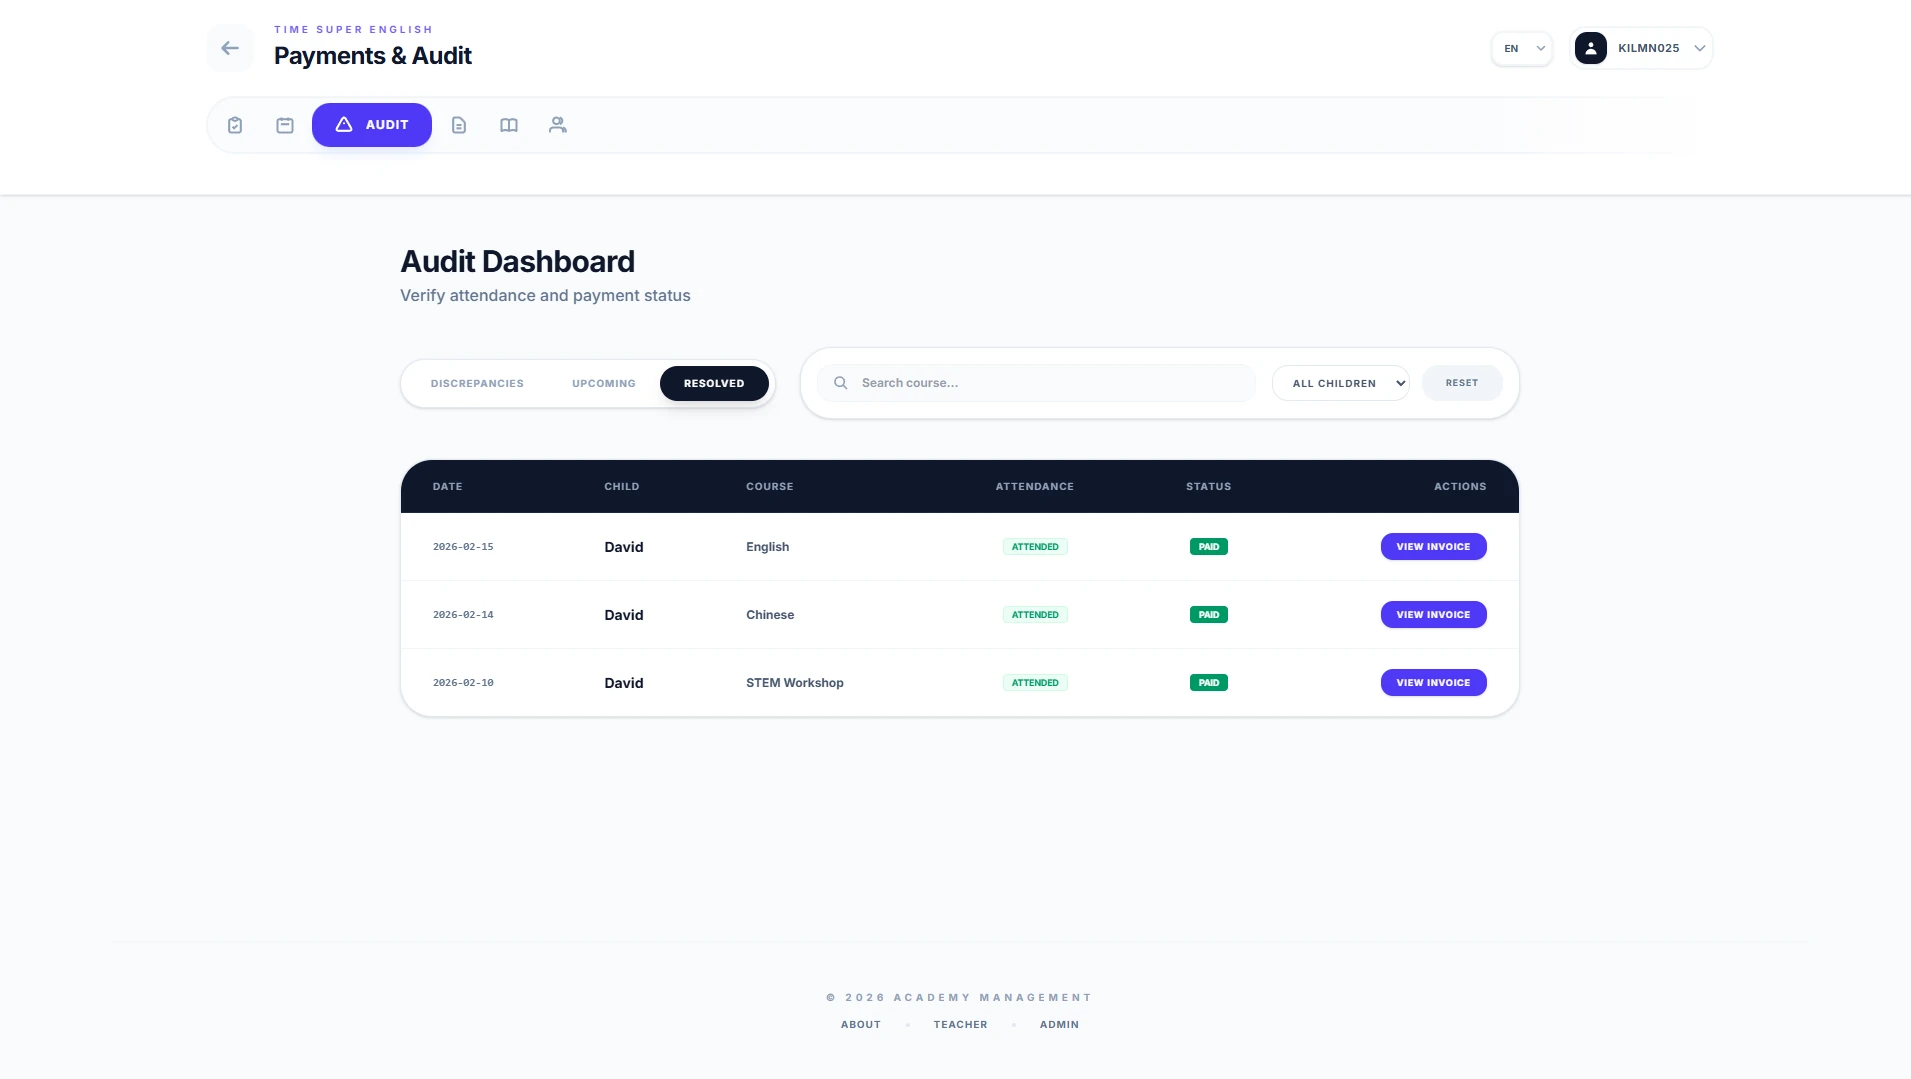 TIME SUPER ENGLISH
Payments & Audit
EN
KILMN025
AUDIT
Audit Dashboard
Verify attendance and payment status
DISCREPANCIES UPCOMING RESOLVED
Search course...
ALL CHILDREN
RESET
DATE CHILD COURSE ATTENDANCE STATUS ACTIONS
2026-02-15 David English ATTENDED PAID VIEW INVOICE
2026-02-14 David Chinese ATTENDED PAID VIEW INVOICE
2026-02-10 David STEM Workshop ATTENDED PAID VIEW INVOICE
© 2026 ACADEMY MANAGEMENT
ABOUT TEACHER ADMIN